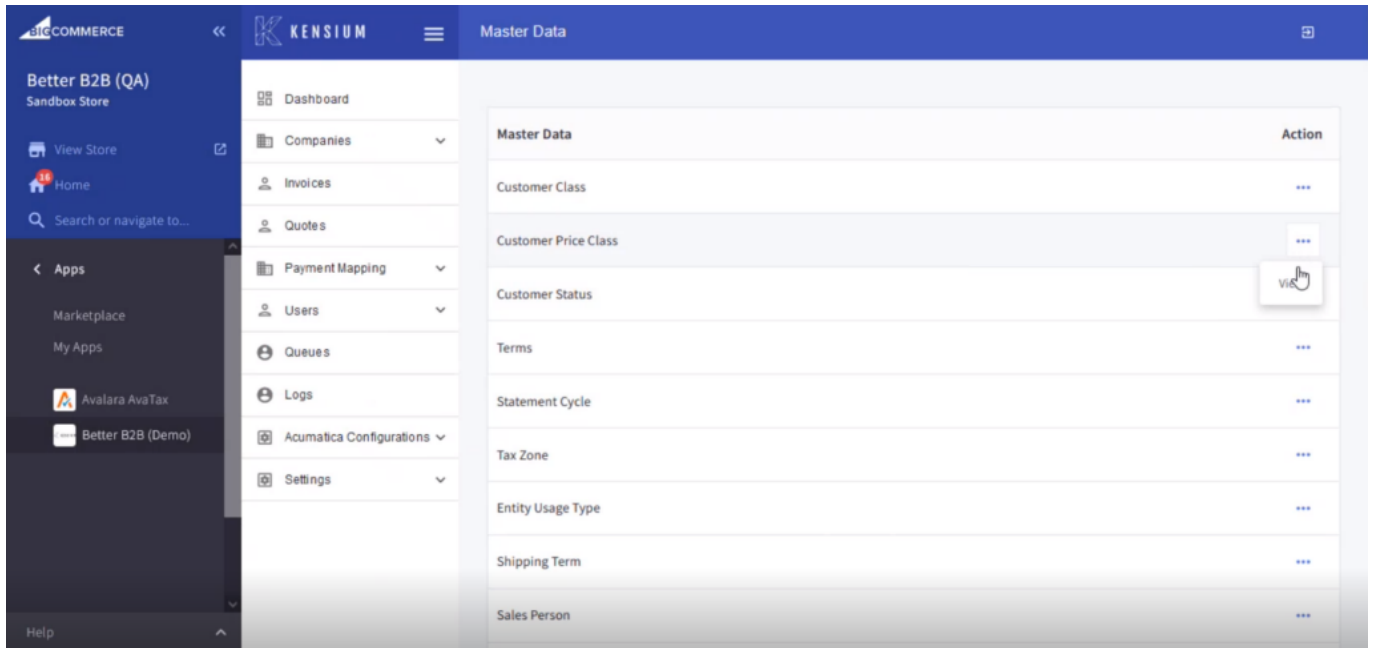 BIGCOMMERCE
Better B2B (QA)
Sandbox Store
View Store
16
Home
Search or navigate to...
Apps
Marketplace
My Apps
Avalara AvaTax
Better B2B (Demo)
Help
KENSIUM
Dashboard
Companies
Invoices
Quotes
Payment Mapping
Users
Queues
Logs
Acumatica Configurations
Settings
Master Data
Master Data Action
Customer Class
Customer Price Class
Customer Status
Terms
Statement Cycle
Tax Zone
Entity Usage Type
Shipping Term
Sales Person